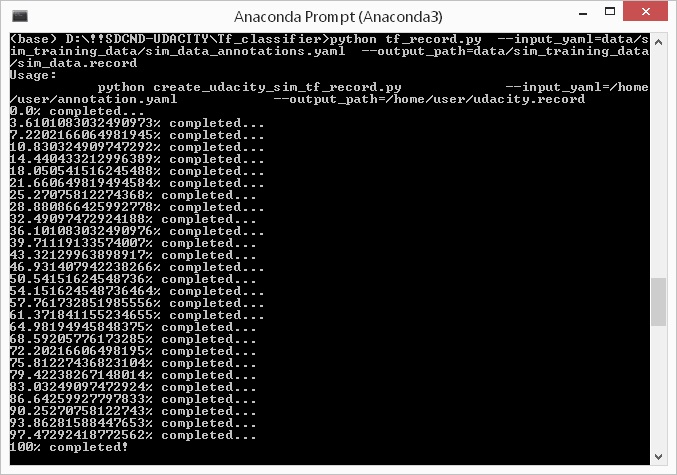 Anaconda Prompt (Anaconda3)
(base) D:\!!SDCND-UDACITY\Tf_classifier>python tf_record.py  --input_yaml=data/s
im_training_data/sim_data_annotations.yaml  --output_path=data/sim_training_data
/sim_data.record
Usage:
           python create_udacity_sim_tf_record.py             --input_yaml=/home
/user/annotation.yaml            --output_path=/home/user/udacity.record
0.0% completed...
3.6101083032490973% completed...
7.2202166064981945% completed...
10.830324909747292% completed...
14.440433212996389% completed...
18.050541516245488% completed...
21.660649819494584% completed...
25.27075812274368% completed...
28.880866425992778% completed...
32.49097472924188% completed...
36.101083032490976% completed...
39.71119133574007% completed...
43.32129963898917% completed...
46.931407942238266% completed...
50.54151624548736% completed...
54.151624548736464% completed...
57.761732851985556% completed...
61.371841155234655% completed...
64.98194945848375% completed...
68.59205776173285% completed...
72.20216606498195% completed...
75.81227436823104% completed...
79.42238267148014% completed...
83.03249097472924% completed...
86.64259927797833% completed...
90.25270758122743% completed...
93.86281588447653% completed...
97.47292418772562% completed...
100% completed!